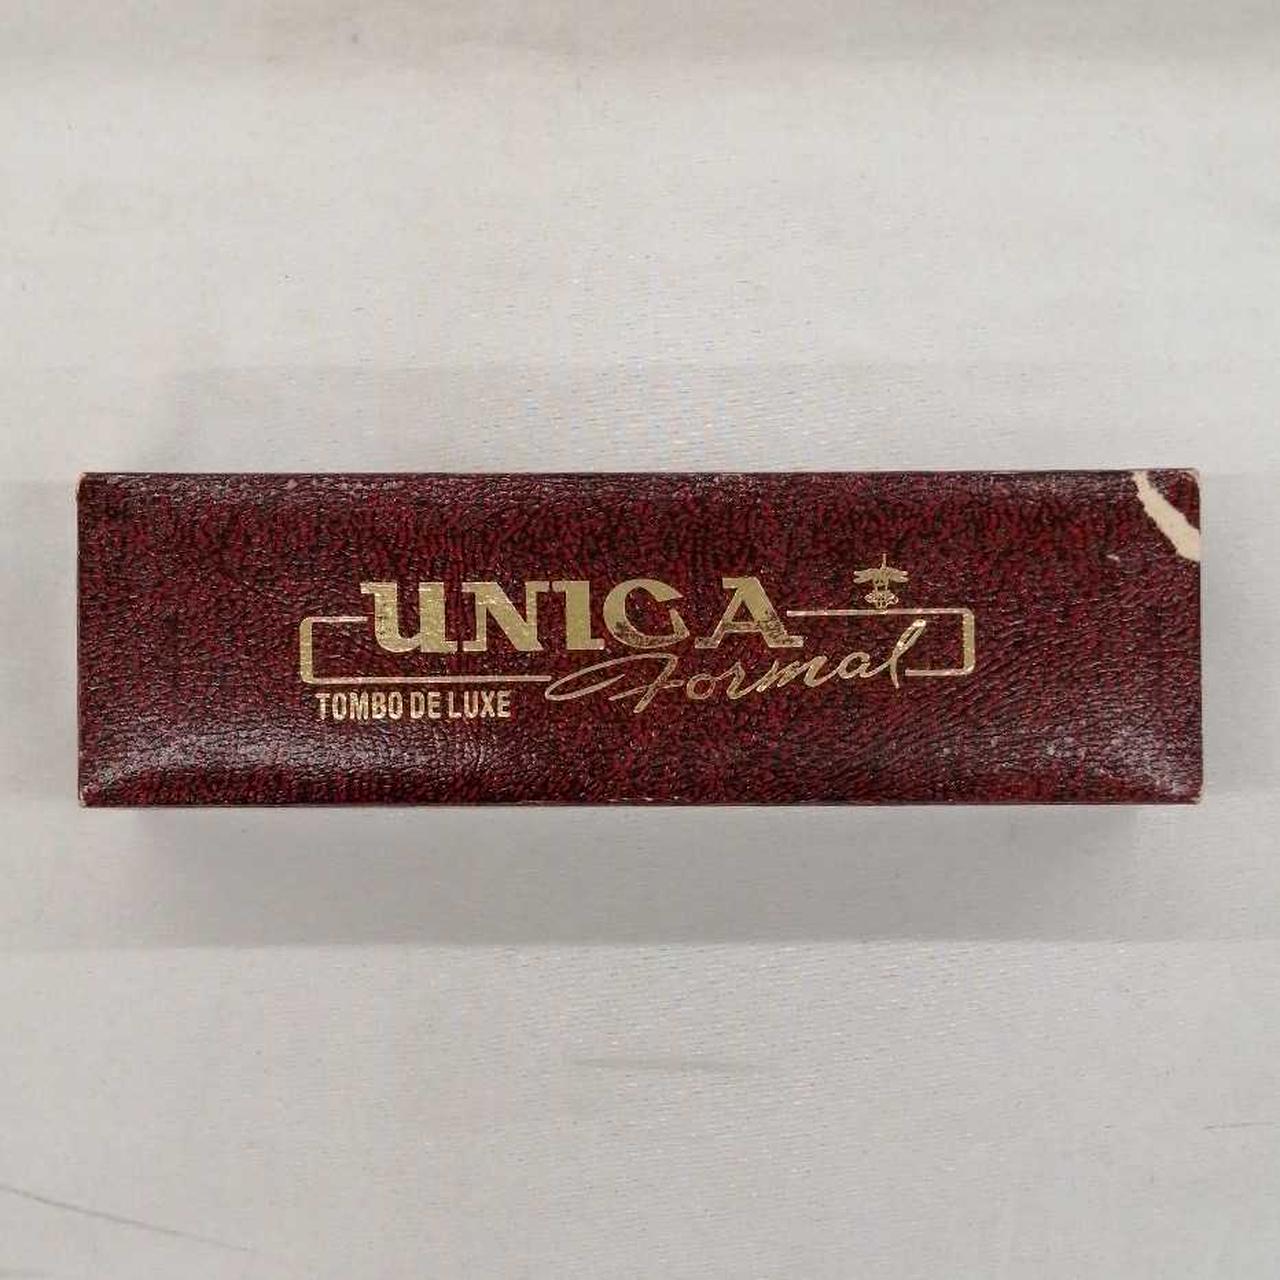 UNICA
Formal
TOMBO DE LUXE